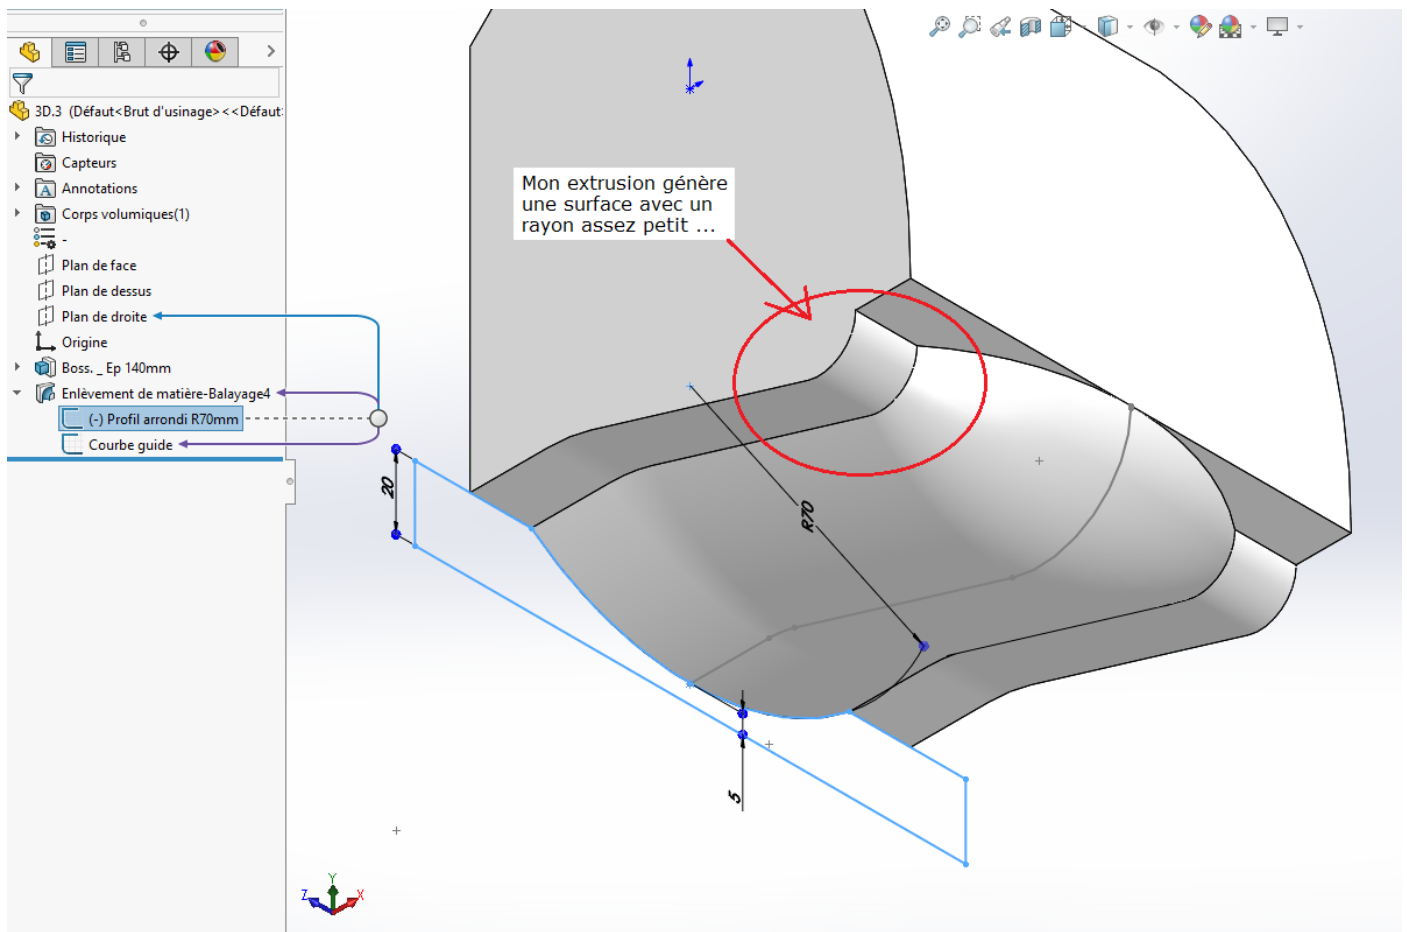 3D.3 (Défaut<Brut d'usinage><<Défaut
Historique
Capteurs
A Annotations
Corps volumiques(1)
-
Plan de face
Plan de dessus
Plan de droite
Origine
Boss. _ Ep 140mm
Enlèvement de matière-Balayage4
(-) Profil arrondi R70mm
Courbe guide
Mon extrusion génère
une surface avec un
rayon assez petit ...
20
R70
5
Y
Z
X